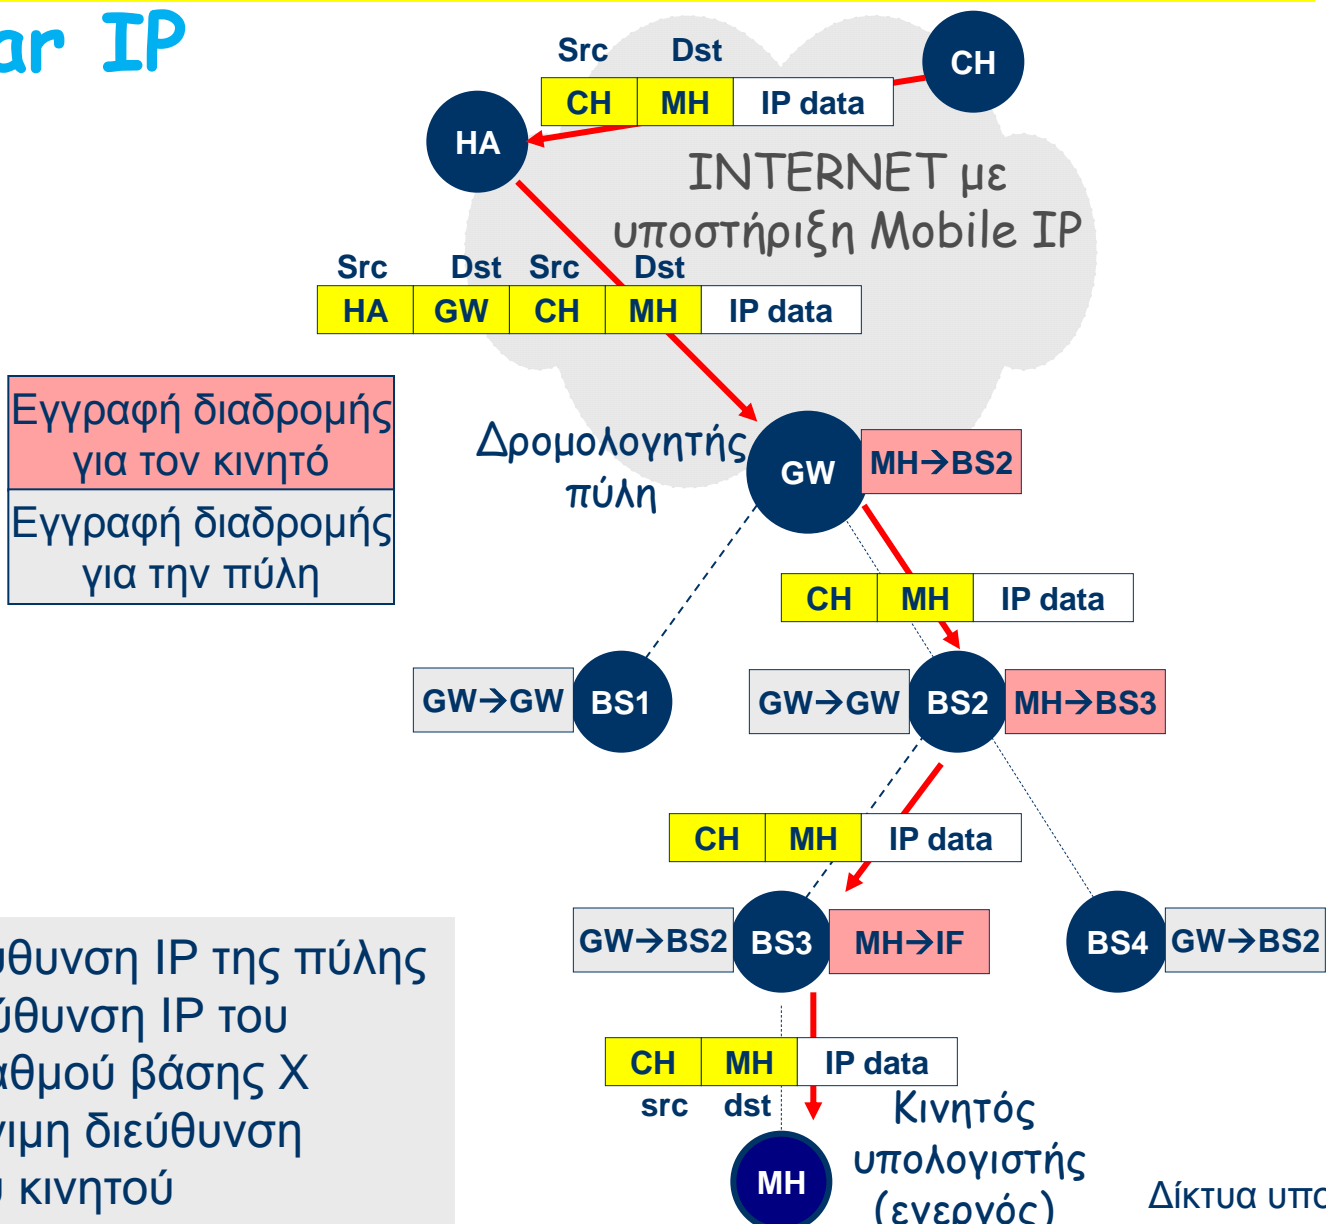 ar IP
Src Dst
CH MH IP data
CH
HA
INTERNET με
υποστήριξη Mobile IP
Src Dst Src Dst
HA GW CH MH IP data
Εγγραφή διαδρομής
για τον κινητό
Εγγραφή διαδρομής
για την πύλη
Δρομολογητής
πύλη
GW
MH→BS2
CH MH IP data
GW→GW
BS1
GW→GW
BS2
MH→BS3
CH MH IP data
GW→BS2
BS3
MH→IF
BS4
GW→BS2
ύθυνση IP της πύλης
ύθυνση IP του
αθμού βάσης Χ
νιμη διεύθυνση
υ κινητού
CH MH IP data
src dst
MH
Κινητός
υπολογιστής
(ενεργός)
Δίκτυα υπο